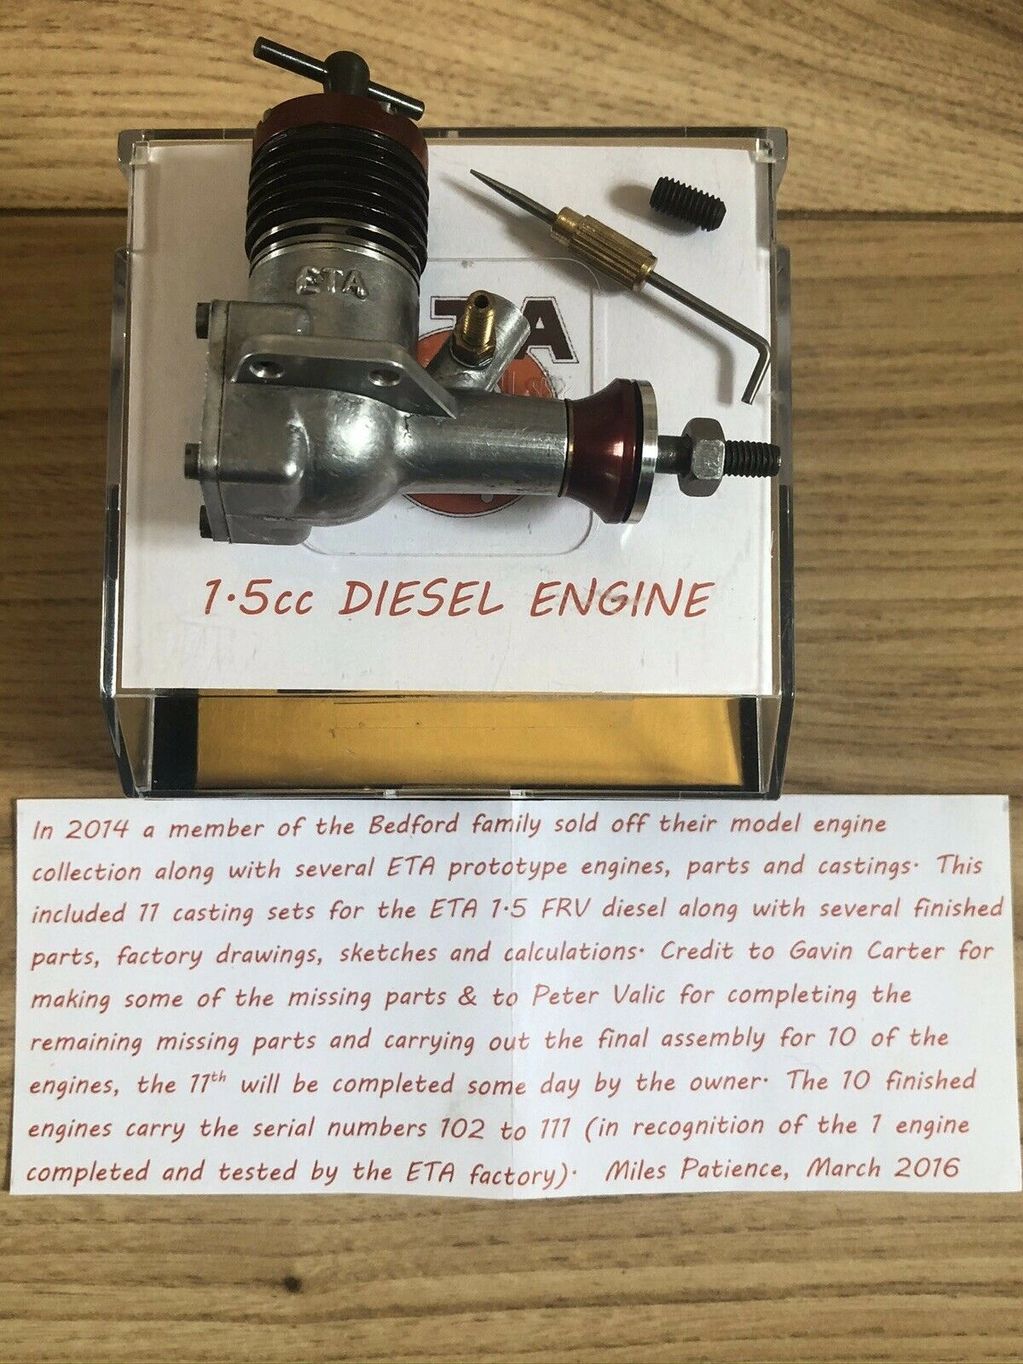 ETA
1·5cc DIESEL ENGINE
In 2014 a member of the Bedford family sold off their model engine
collection along with several ETA prototype engines, parts and castings. This
included 11 casting sets for the ETA 1·5 FRV diesel along with several finished
parts, factory drawings, sketches and calculations. Credit to Gavin Carter for
making some of the missing parts & to Peter Valic for completing the
remaining missing parts and carrying out the final assembly for 10 of the
engines, the 11th will be completed some day by the owner. The 10 finished
engines carry the serial numbers 102 to 111 (in recognition of the 1 engine
completed and tested by the ETA factory). Miles Patience, March 2016